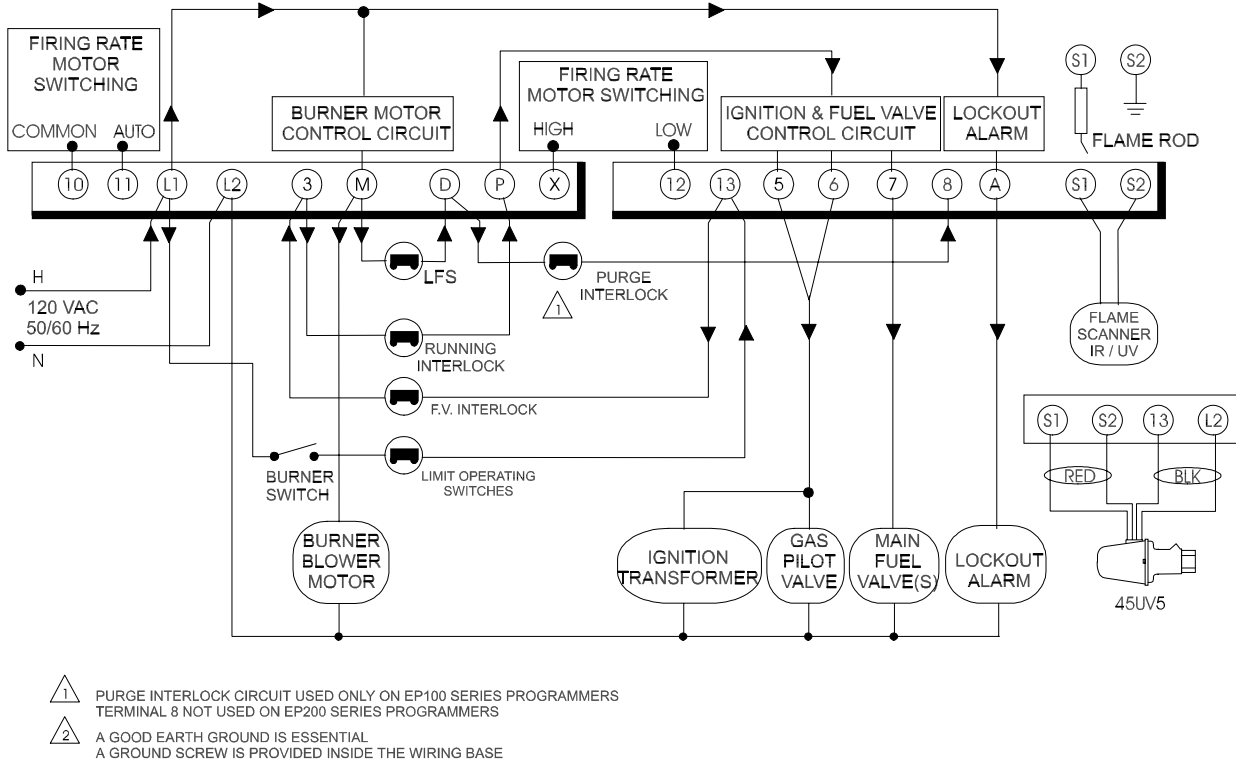 FIRING RATE
MOTOR
SWITCHING
COMMON AUTO
BURNER MOTOR
CONTROL CIRCUIT
FIRING RATE
MOTOR SWITCHING
HIGH LOW
IGNITION & FUEL VALVE
CONTROL CIRCUIT
LOCKOUT
ALARM
S1 S2
FLAME ROD
10 11 L1 L2 3 M D P X
12 13 5 6 7 8 A S1 S2
H
120 VAC
50/60 Hz
N
LFS
PURGE
INTERLOCK
1
RUNNING
INTERLOCK
F.V. INTERLOCK
BURNER
SWITCH
LIMIT OPERATING
SWITCHES
FLAME
SCANNER
IR / UV
S1 S2 13 L2
RED BLK
45UV5
BURNER
BLOWER
MOTOR
IGNITION
TRANSFORMER
GAS
PILOT
VALVE
MAIN
FUEL
VALVE(S)
LOCKOUT
ALARM
1 PURGE INTERLOCK CIRCUIT USED ONLY ON EP100 SERIES PROGRAMMERS
TERMINAL 8 NOT USED ON EP200 SERIES PROGRAMMERS
2 A GOOD EARTH GROUND IS ESSENTIAL
A GROUND SCREW IS PROVIDED INSIDE THE WIRING BASE